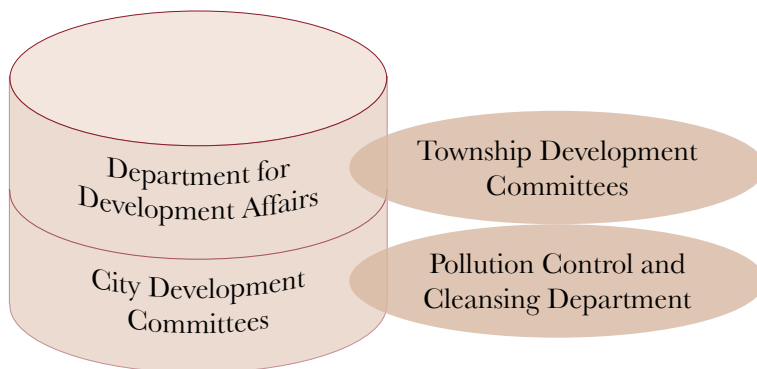 Department for
Development Affairs
Township Development
Committees
City Development
Committees
Pollution Control and
Cleansing Department